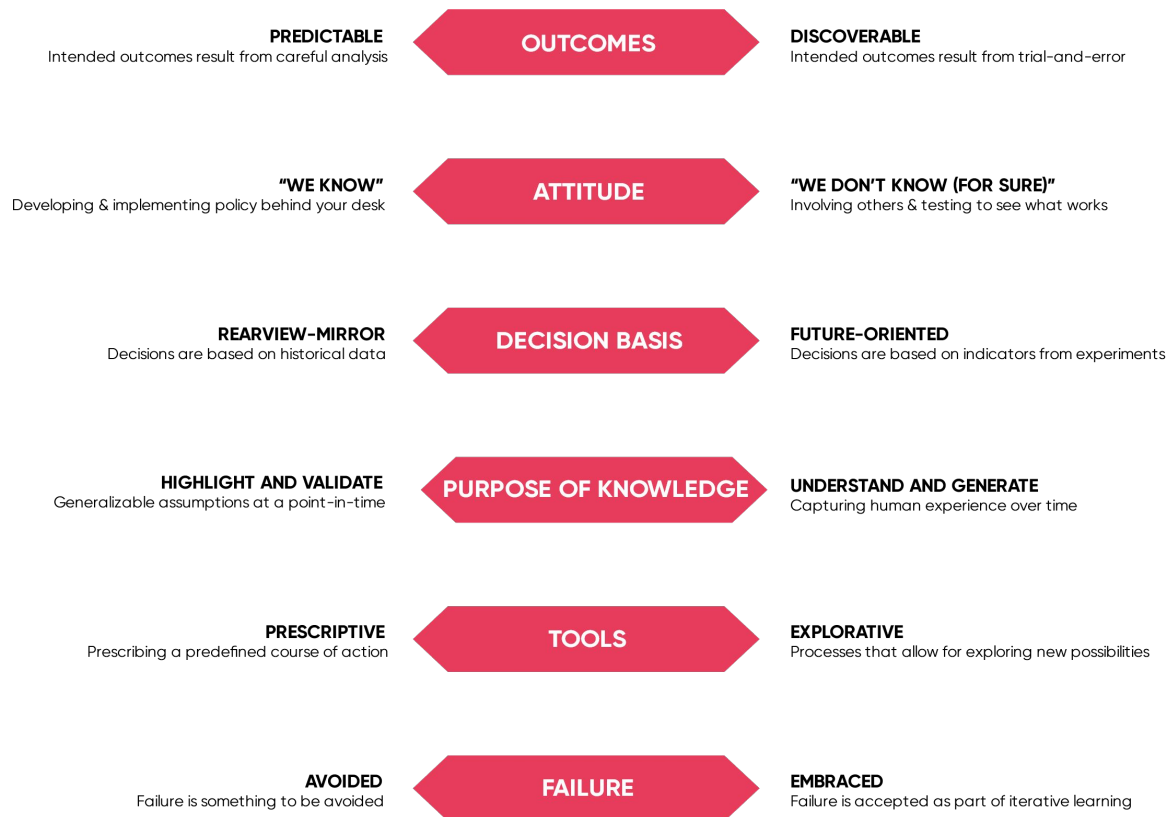 PREDICTABLE
Intended outcomes result from careful analysis
OUTCOMES
DISCOVERABLE
Intended outcomes result from trial-and-error
“WE KNOW”
Developing & implementing policy behind your desk
ATTITUDE
“WE DON’T KNOW (FOR SURE)”
Involving others & testing to see what works
REARVIEW-MIRROR
Decisions are based on historical data
DECISION BASIS
FUTURE-ORIENTED
Decisions are based on indicators from experiments
HIGHLIGHT AND VALIDATE
Generalizable assumptions at a point-in-time
PURPOSE OF KNOWLEDGE
UNDERSTAND AND GENERATE
Capturing human experience over time
PRESCRIPTIVE
Prescribing a predefined course of action
TOOLS
EXPLORATIVE
Processes that allow for exploring new possibilities
AVOIDED
Failure is something to be avoided
FAILURE
EMBRACED
Failure is accepted as part of iterative learning